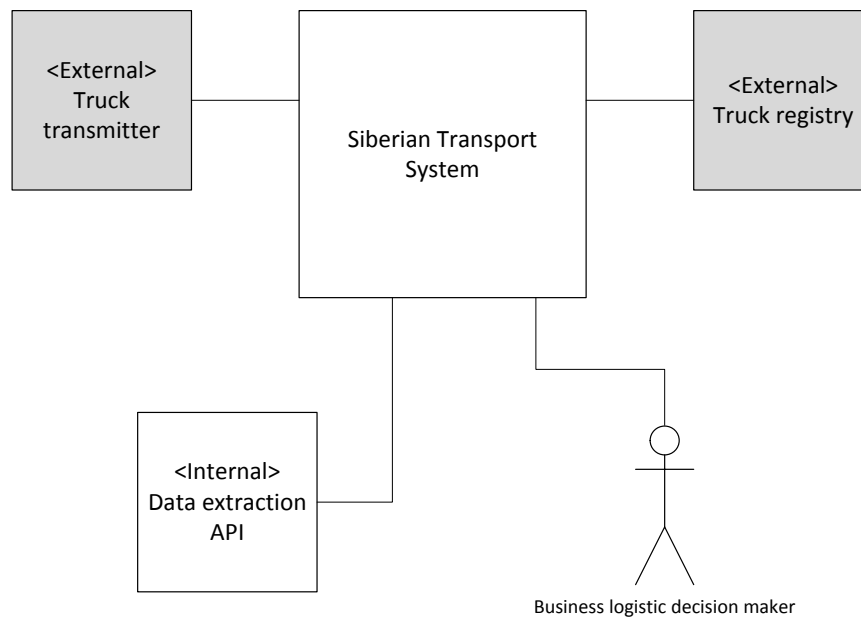 <External>
Truck
transmitter
Siberian Transport
System
<External>
Truck registry
<Internal>
Data extraction
API
Business logistic decision maker